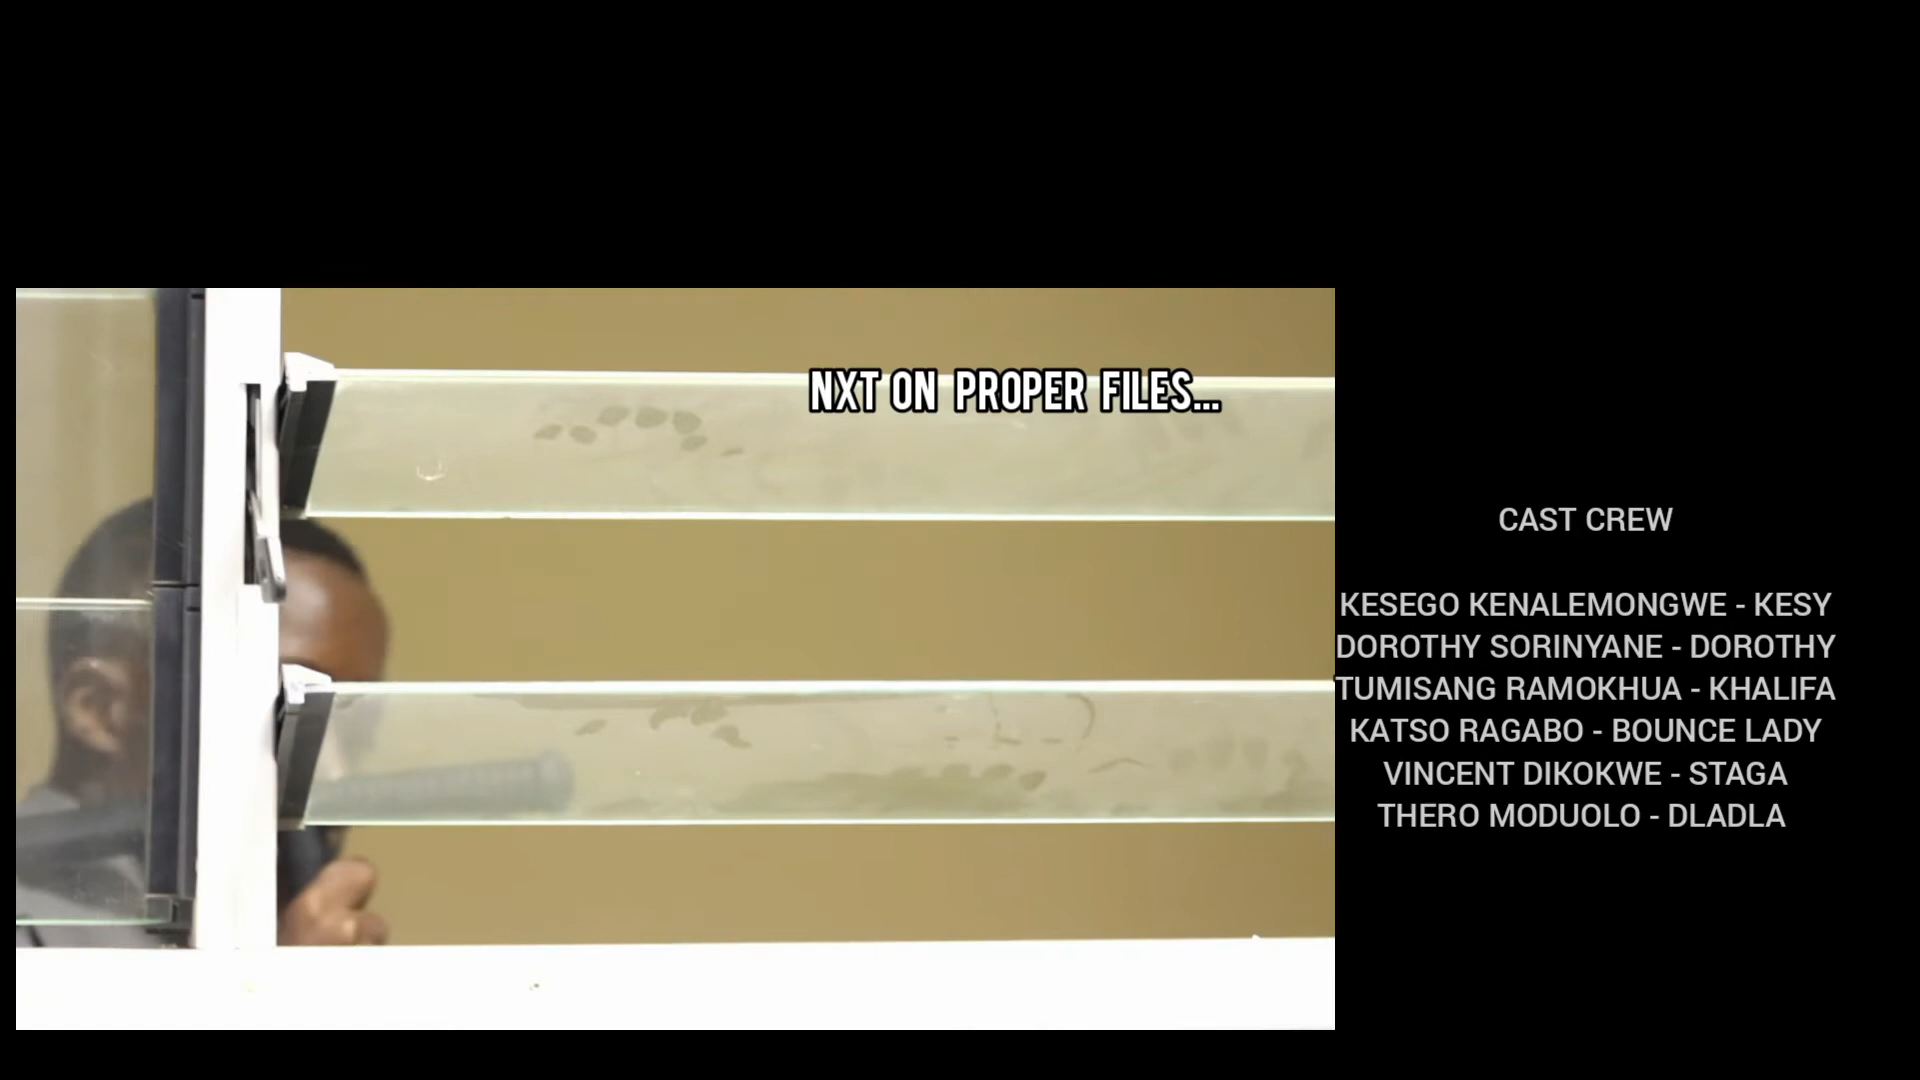 NXT ON PROPER FILES...
CAST CREW
KESEGO KENALEMONGWE - KESY
DOROTHY SORINYANE - DOROTHY
TUMISANG RAMOKHUA - KHALIFA
KATSO RAGABO - BOUNCE LADY
VINCENT DIKOKWE - STAGA
THERO MODUOLO - DLADLA